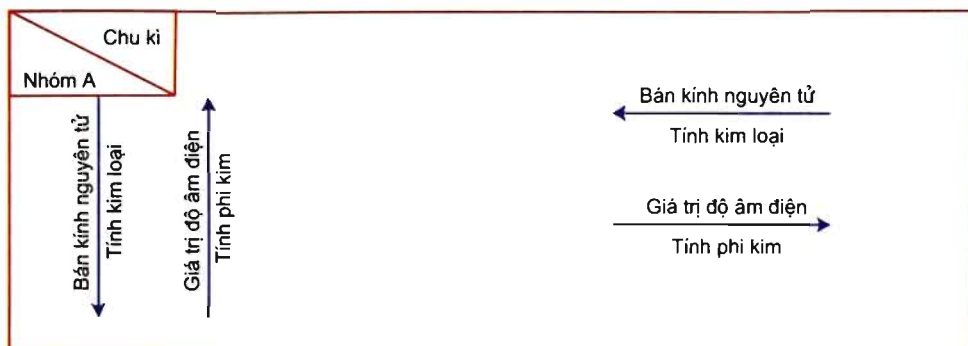 Chu kì
Nhóm A
Bán kính nguyên tử
Tính kim loại
Giá trị độ âm điện
Tính phi kim
Bán kính nguyên tử
Tính kim loại
Giá trị độ âm điện
Tính phi kim